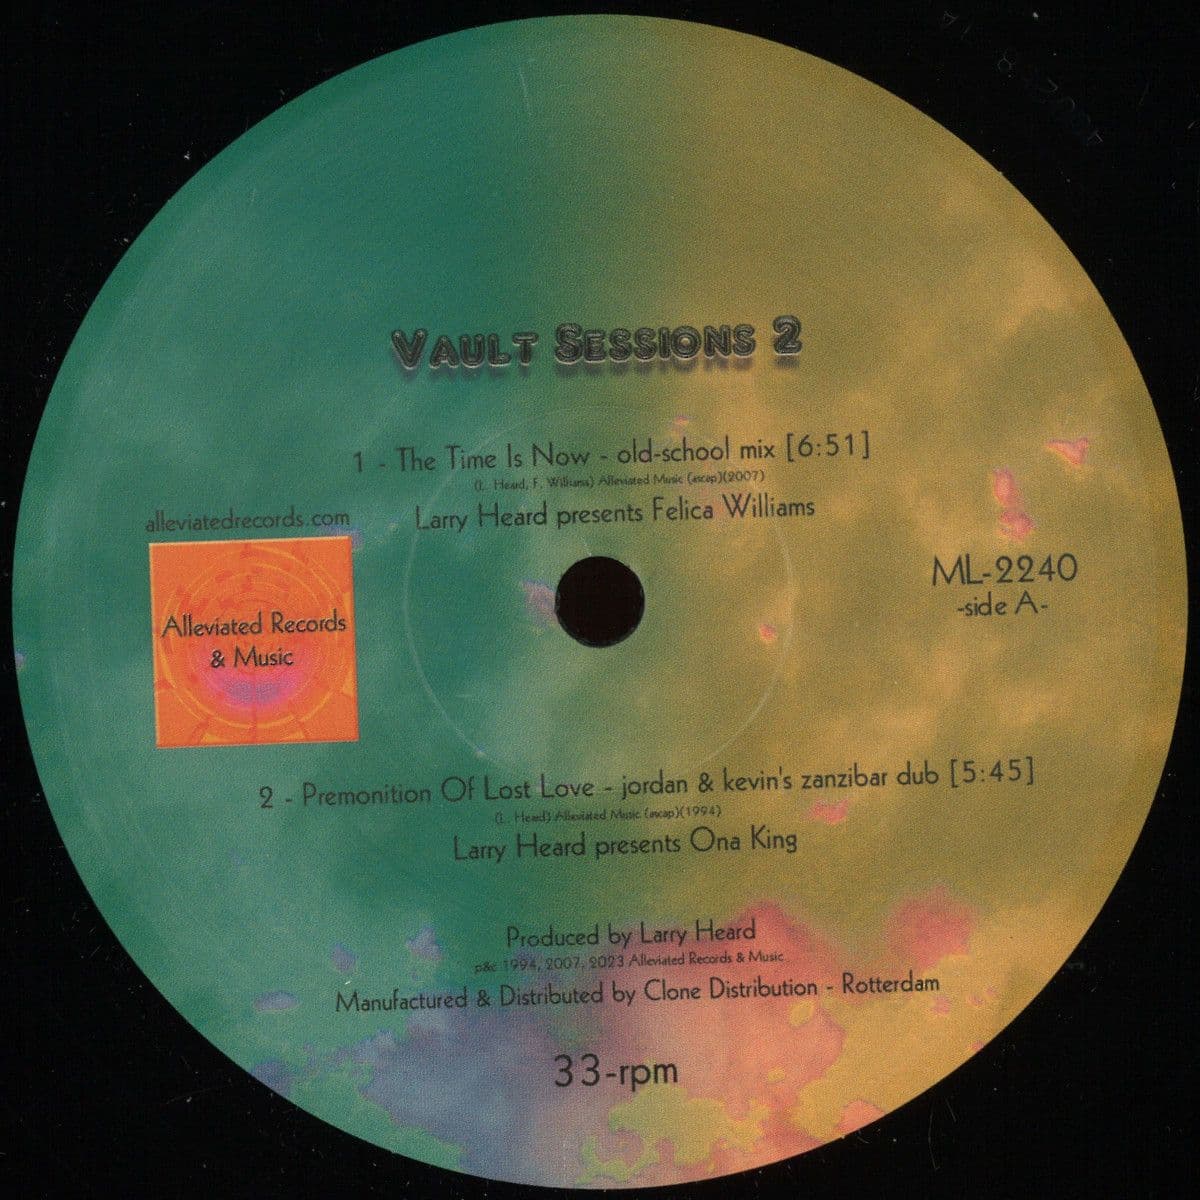 VAULT SESSIONS 2
1 - The Time Is Now - old-school mix [6:51]
(L. Heard, F. Williams) Alleviated Music (ascap)(2007)
Larry Heard presents Felica Williams
alleviatedrecords.com
Alleviated Records
& Music
ML-2240
-side A-
2 - Premonition Of Lost Love - jordan & kevin's zanzibar dub [5:45]
(L. Heard) Alleviated Music (ascap)(1994)
Larry Heard presents Ona King
Produced by Larry Heard
p&c 1994, 2007, 2023 Alleviated Records & Music
Manufactured & Distributed by Clone Distribution - Rotterdam
33-rpm